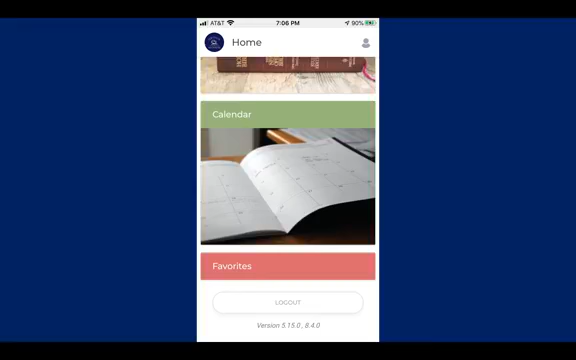 AT&T 7:06 PM 90%
Home
Calendar
Favorites
LOGOUT
Version 5.15.0 , 8.4.0